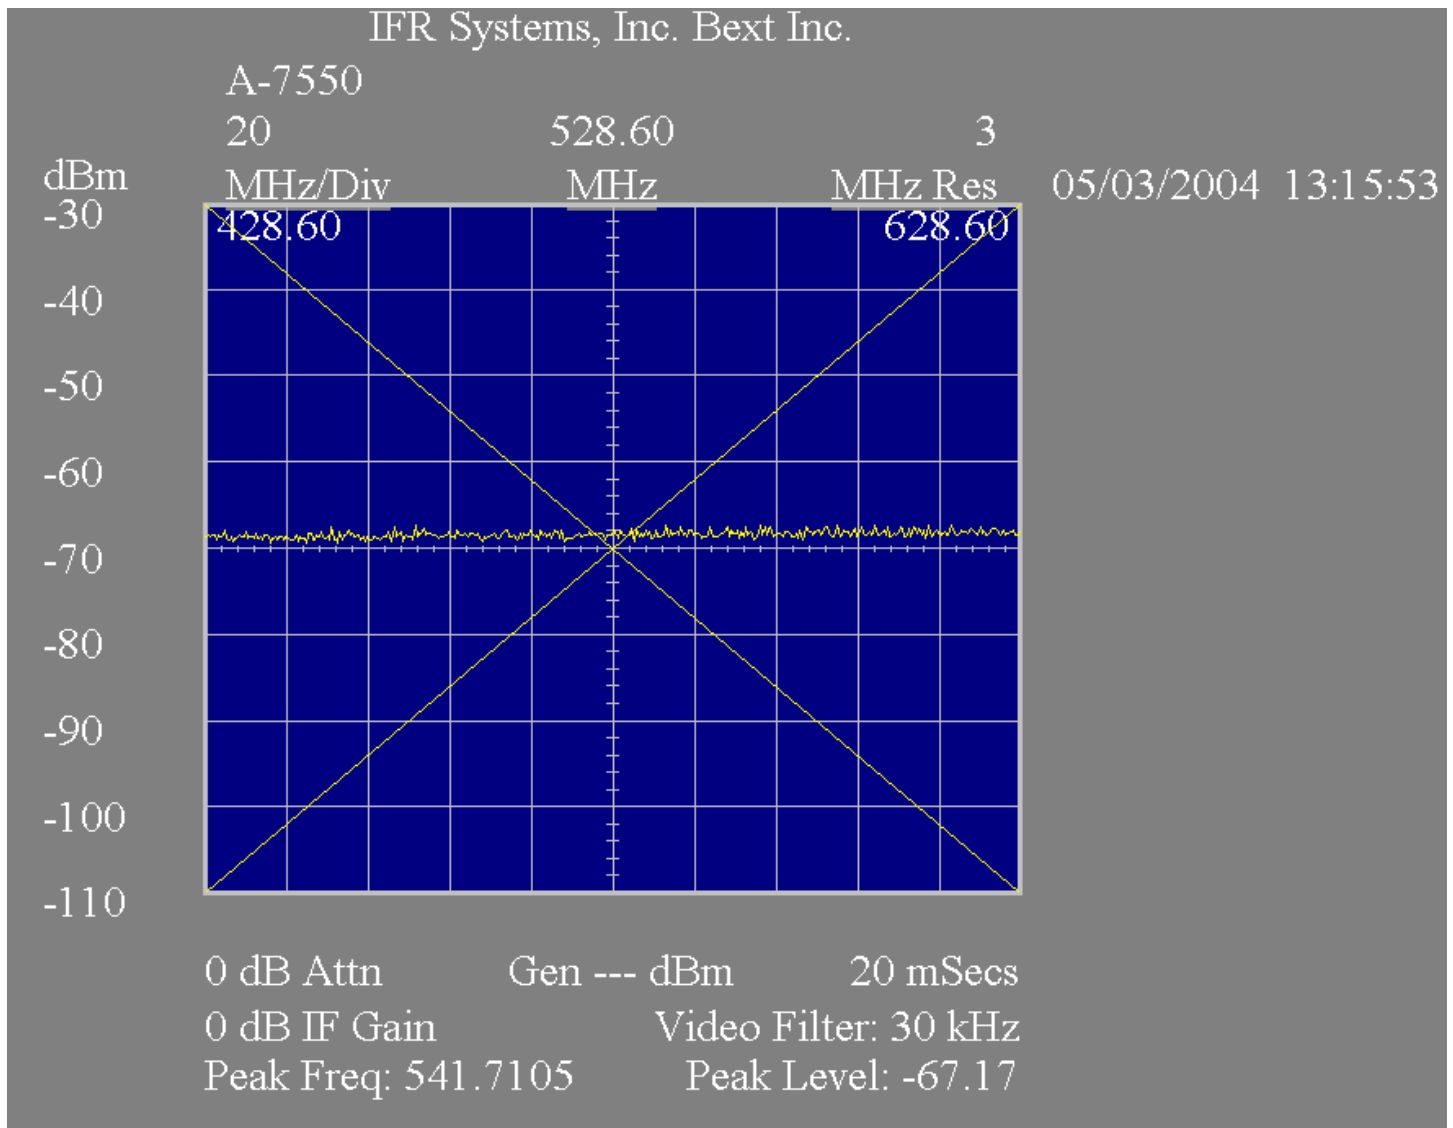 IFR Systems, Inc. Bext Inc.
A-7550
20 528.60 3
dBm MHz/Div MHz MHz Res 05/03/2004 13:15:53
-30 428.60 628.60
-40
-50
-60
-70
-80
-90
-100
-110
0 dB Attn Gen --- dBm 20 mSecs
0 dB IF Gain Video Filter: 30 kHz
Peak Freq: 541.7105 Peak Level: -67.17